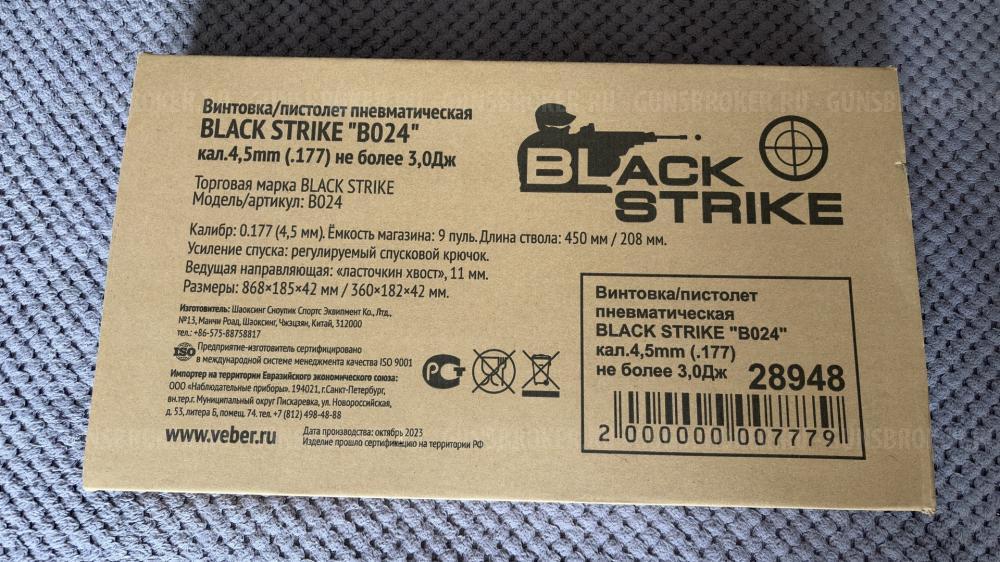 Винтовка/пистолет пневматическая
BLACK STRIKE "B024"
кал.4,5mm (.177) не более 3,0Дж
Торговая марка BLACK STRIKE
Модель/артикул: B024
BLACK
STRIKE
Калибр: 0.177 (4,5 мм). Ёмкость магазина: 9 пуль. Длина ствола: 450 мм / 208 мм.
Усиление спуска: регулируемый спусковой крючок.
Ведущая направляющая: «ласточкин хвост», 11 мм.
Размеры: 868×185×42 мм / 360×182×42 мм.
Изготовитель: Шаоксинг Сноупик Спортс Эквипмент Ко., Лтд.,
№13, Манчи Роад, Шаоксинг, Чжэцзян, Китай, 312000
тел.: +86-575-88758817
ISO
Предприятие-изготовитель сертифицировано
в международной системе менеджмента качества ISO 9001
Импортер на территории Евразийского экономического союза:
ООО «Наблюдательные приборы». 194021, г.Санкт-Петербург,
вн.тер.г. Муниципальный округ Пискаревка, ул. Новороссийская,
д. 53, литера Б, помещ. 74. тел. +7 (812) 498-48-88
www.veber.ru
Дата производства: октябрь 2023
Изделие прошло сертификацию на территории РФ
Винтовка/пистолет
пневматическая
BLACK STRIKE "B024"
кал.4,5mm (.177)
не более 3,0Дж 28948
2 000000 007779
GUNSBROKER.RU